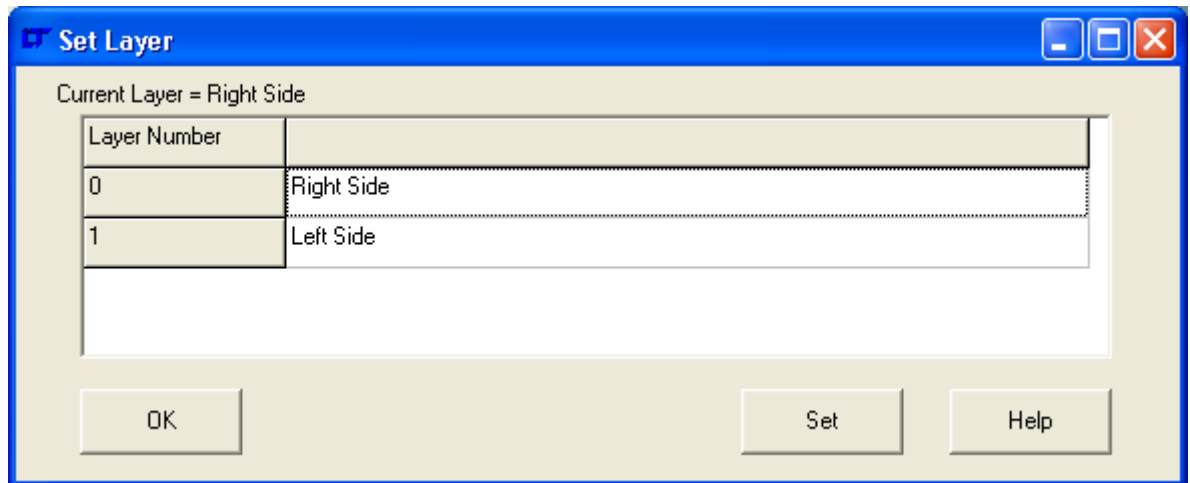 Set Layer
Current Layer = Right Side
Layer Number
0 Right Side
1 Left Side
OK Set Help